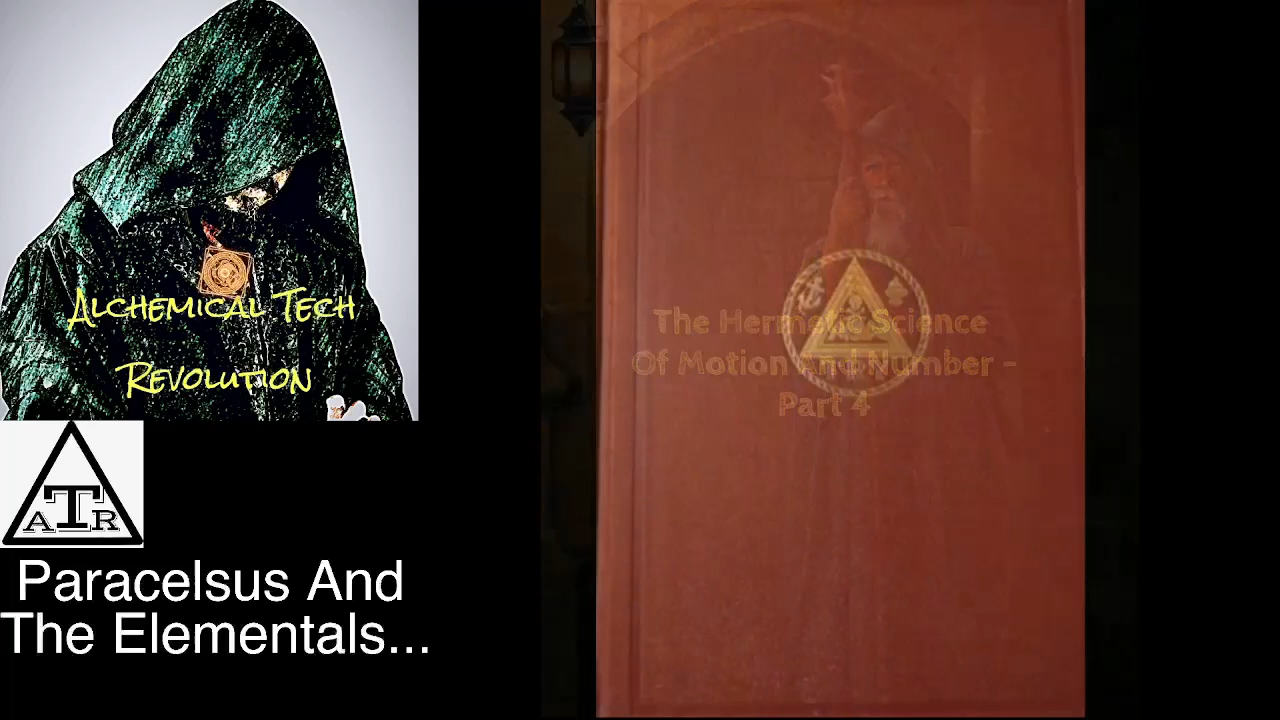 Alchemical Tech
Revolution
ATR
Paracelsus And
The Elementals...
The Hermetic Science
Of Motion And Number -
Part 4